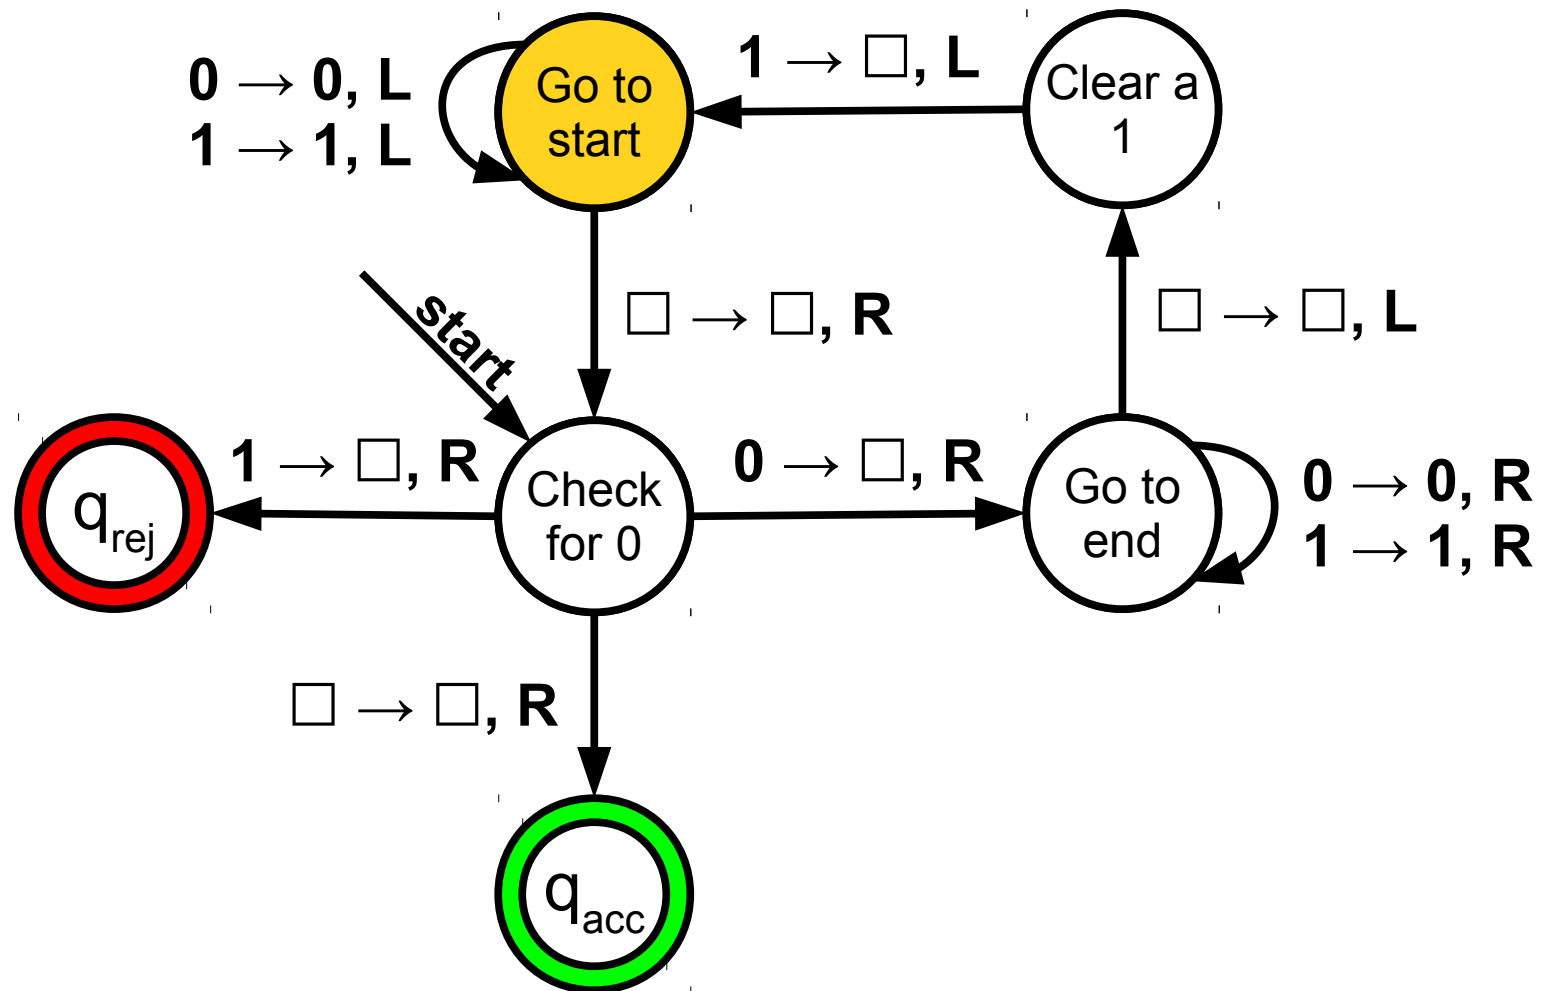 0 → 0, L
1 → 1, L
Go to
start
1 → □, L
Clear a
1
start
□ → □, R
□ → □, L
q_rej
1 → □, R
Check
for 0
0 → □, R
Go to
end
0 → 0, R
1 → 1, R
□ → □, R
q_acc